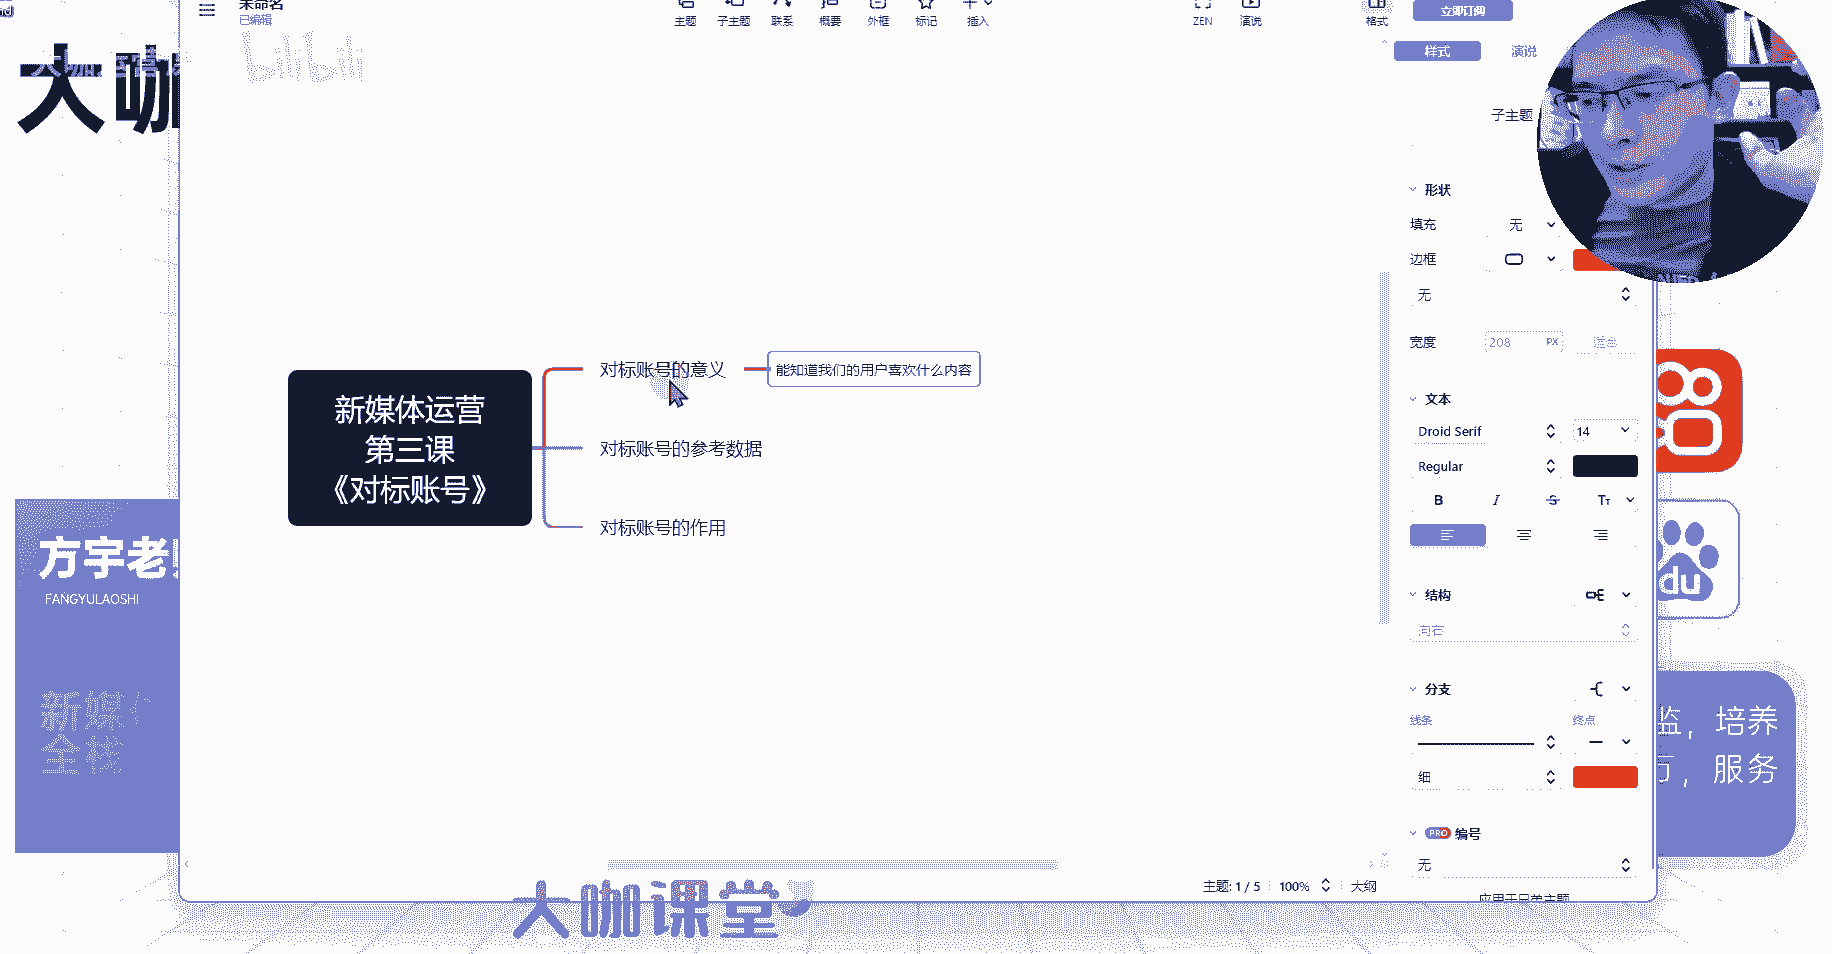 未命名
已编辑
主题
子主题
联系
概要
外框
标记
插入
ZEN
演说
格式
立即订阅
bilibili
大咖
样式
演说
子主题
形状
填充
无
边框
无
宽度
208
PX
文本
Droid Serif
14
Regular
B
I
S
Tт
结构
向右
分支
线条
终点
细
PRO 编号
无
新媒体运营
第三课
《对标账号》
对标账号的意义
能知道我们的用户喜欢什么内容
对标账号的参考数据
对标账号的作用
方宇老
FANGYULAOSHI
新媒
全栈
du
监，培养
，服务
主题: 1 / 5
100%
大纲
大咖课堂